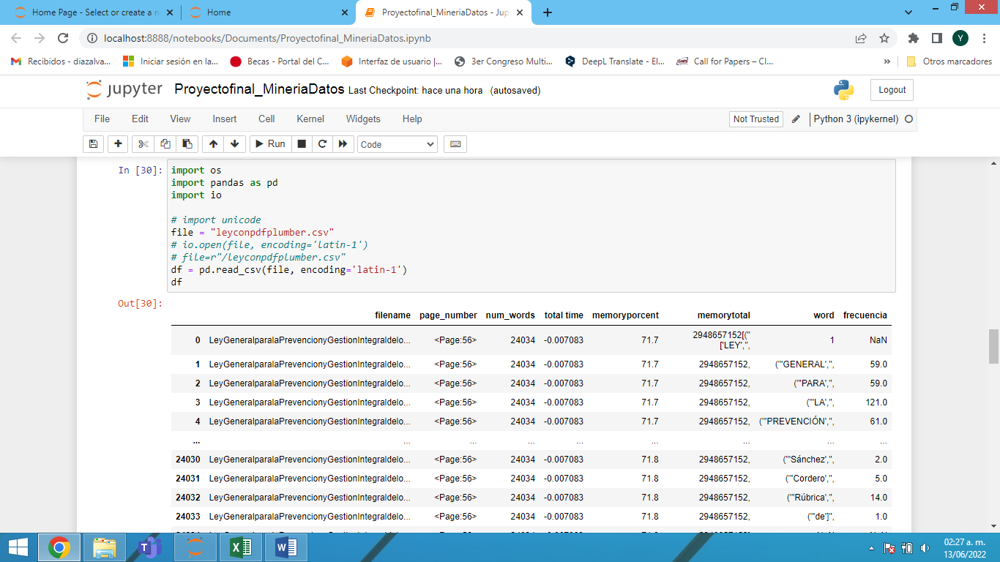 Home Page - Select or create a n
Home
Proyectofinal_MineriaDatos - Jup
localhost:8888/notebooks/Documents/Proyectofinal_MineriaDatos.ipynb
Y
Recibidos - diazalva...
Iniciar sesión en la...
Becas - Portal del C...
Interfaz de usuario |...
3er Congreso Multi...
DeepL Translate - El...
Call for Papers – Cl...
»
Otros marcadores
jupyter Proyectofinal_MineriaDatos Last Checkpoint: hace una hora (autosaved)
Logout
File Edit View Insert Cell Kernel Widgets Help
Not Trusted
Python 3 (ipykernel)
Run
Code
In [30]:
import os
import pandas as pd
import io
# import unicode
file = "leyconpdfplumber.csv"
# io.open(file, encoding='latin-1')
# file=r"/leyconpdfplumber.csv"
df = pd.read_csv(file, encoding='latin-1')
df
Out[30]:
filename page_number num_words total time memoryporcent memorytotal word frecuencia
0 LeyGeneralparalaPrevencionyGestionIntegraldelo... <Page:56> 24034 -0.007083 71.7 2948657152[("
['LEY',", 1 NaN
1 LeyGeneralparalaPrevencionyGestionIntegraldelo... <Page:56> 24034 -0.007083 71.7 2948657152, ('"GENERAL',", 59.0
2 LeyGeneralparalaPrevencionyGestionIntegraldelo... <Page:56> 24034 -0.007083 71.7 2948657152, ('"PARA',", 59.0
3 LeyGeneralparalaPrevencionyGestionIntegraldelo... <Page:56> 24034 -0.007083 71.7 2948657152, ('"LA',", 121.0
4 LeyGeneralparalaPrevencionyGestionIntegraldelo... <Page:56> 24034 -0.007083 71.7 2948657152, ('"PREVENCIÓN',", 61.0
... ... ... ... ... ... ... ... ...
24030 LeyGeneralparalaPrevencionyGestionIntegraldelo... <Page:56> 24034 -0.007083 71.8 2948657152, ('"Sánchez',", 2.0
24031 LeyGeneralparalaPrevencionyGestionIntegraldelo... <Page:56> 24034 -0.007083 71.8 2948657152, ('"Cordero',", 5.0
24032 LeyGeneralparalaPrevencionyGestionIntegraldelo... <Page:56> 24034 -0.007083 71.8 2948657152, ('"Rúbrica',", 14.0
24033 LeyGeneralparalaPrevencionyGestionIntegraldelo... <Page:56> 24034 -0.007083 71.8 2948657152, ('"de']", 1.0
02:27 a. m.
13/06/2022